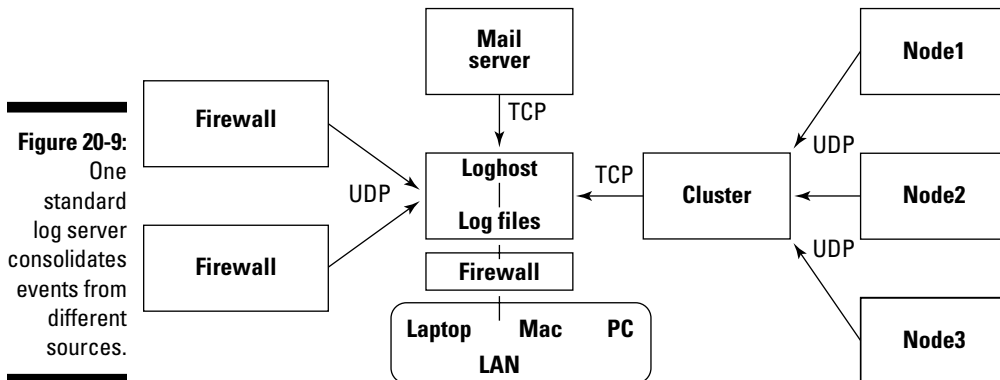 Figure 20-9:
One
standard
log server
consolidates
events from
different
sources.
Firewall
Firewall
UDP
Mail
server
TCP
Loghost
Log files
Firewall
Laptop Mac PC
LAN
TCP
Cluster
UDP
UDP
Node1
Node2
Node3